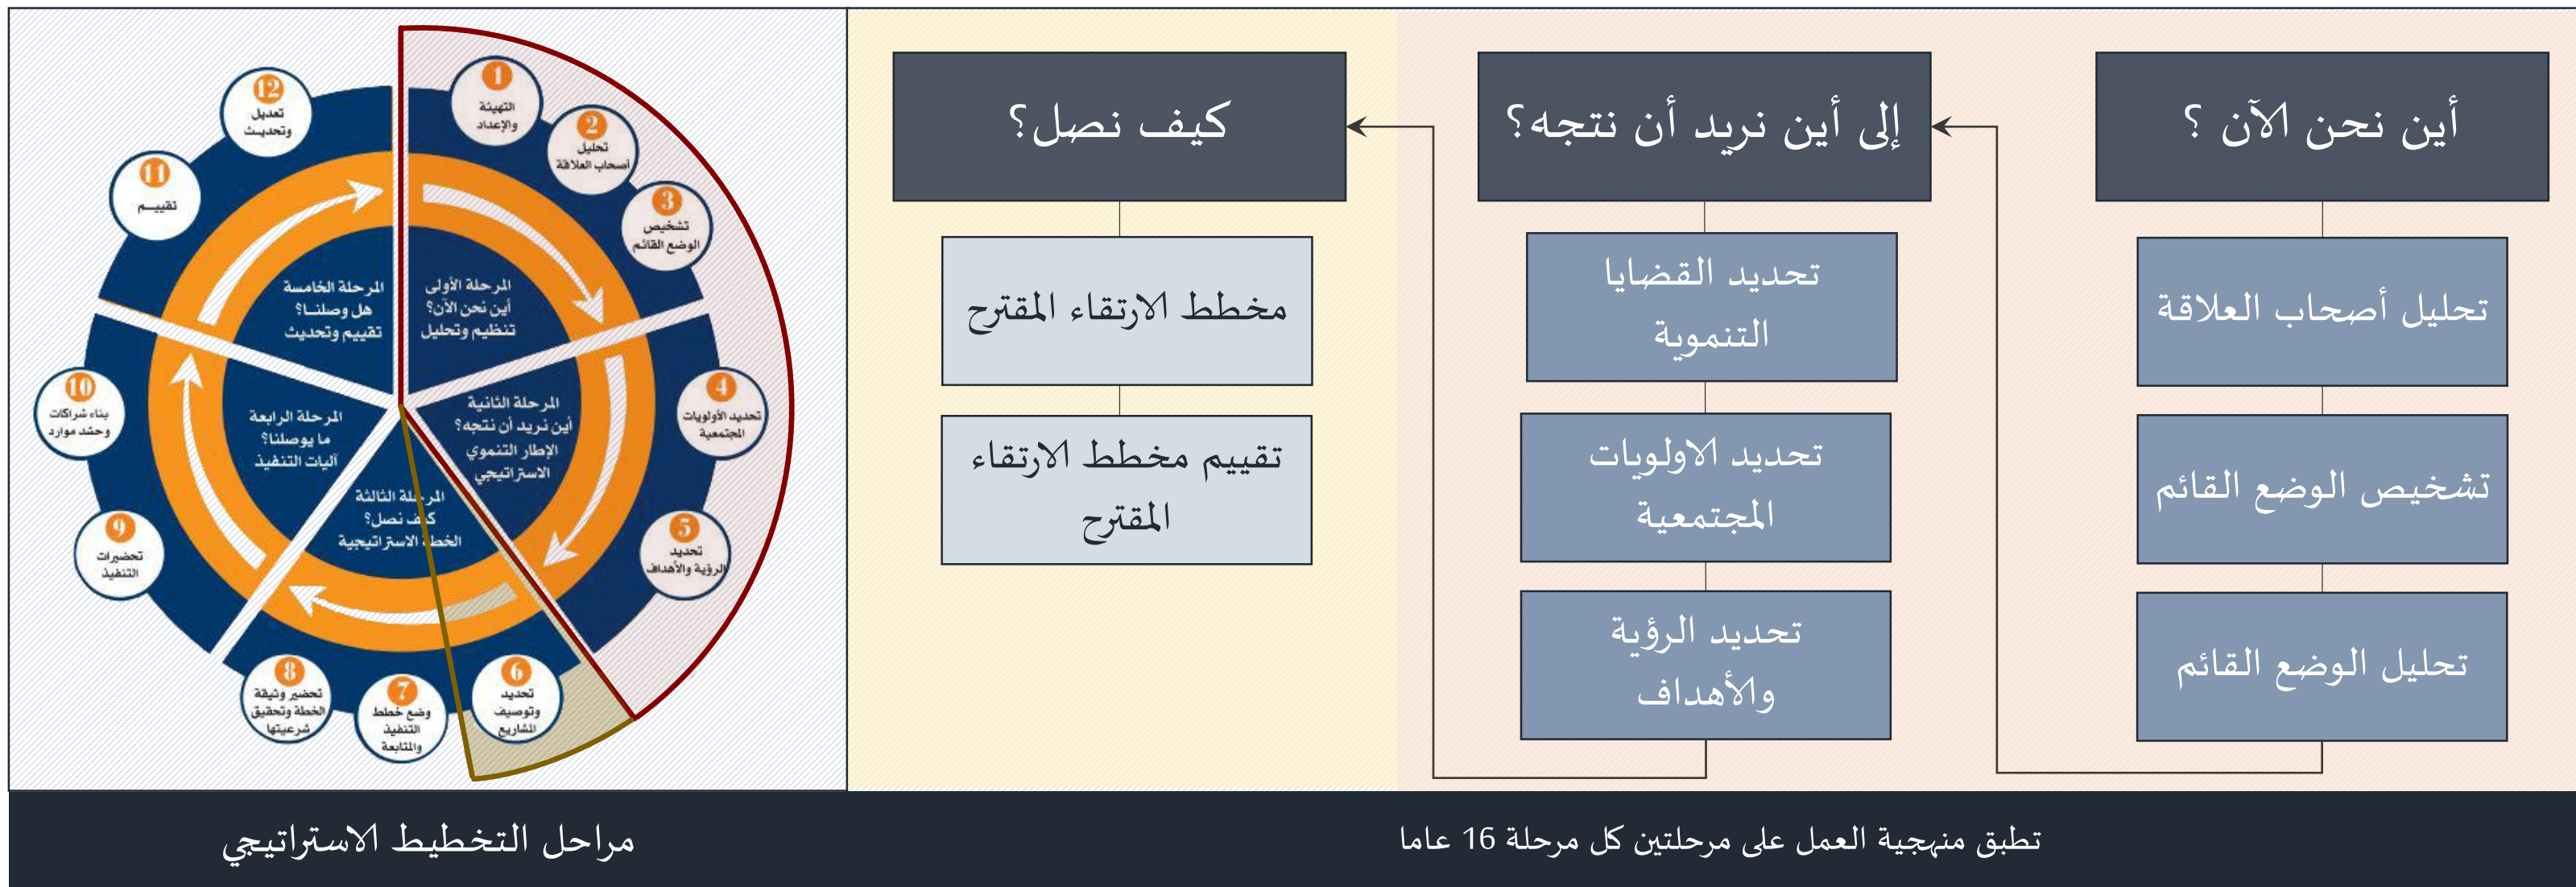 أين نحن الآن ؟
تحليل أصحاب العلاقة
تشخيص الوضع القائم
تحليل الوضع القائم
إلى أين نريد أن نتجه؟
تحديد القضايا
التنموية
تحديد الاولويات
المجتمعية
تحديد الرؤية
والأهداف
كيف نصل؟
مخطط الارتقاء المقترح
تقييم مخطط الارتقاء
المقترح
1
التهيئة
والإعداد
2
تحليل
أصحاب العلاقة
3
تشخيص
الوضع القائم
4
تحديد الأولويات
المجتمعية
5
تحديد
الرؤية والأهداف
6
تحديد
وتوصيف
المشاريع
7
وضع خطط
التنفيذ
والمتابعة
8
تحضير وثيقة
الخطة وتحقيق
شرعيتها
9
تحضيرات
التنفيذ
10
بناء شراكات
وحشد موارد
11
تقييـــم
12
تعديل
وتحديـث
المرحلة الأولى
أين نحن الآن؟
تنظيم وتحليل
المرحلة الثانية
أين نريد أن نتجه؟
الإطار التنموي
الاستراتيجي
المرحلة الثالثة
كيف نصل؟
الخطة الاستراتيجية
المرحلة الرابعة
ما يوصلنا؟
آليات التنفيذ
المرحلة الخامسة
هل وصلنــا؟
تقييم وتحديث
تطبق منهجية العمل على مرحلتين كل مرحلة 16 عاما
مراحل التخطيط الاستراتيجي